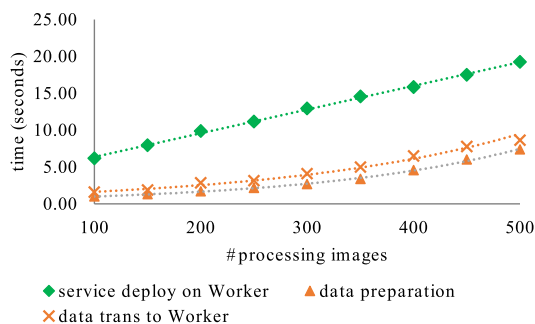 25.00
20.00
15.00
10.00
5.00
0.00
time (seconds)
100 200 300 400 500
#processing images
service deploy on Worker data preparation
data trans to Worker